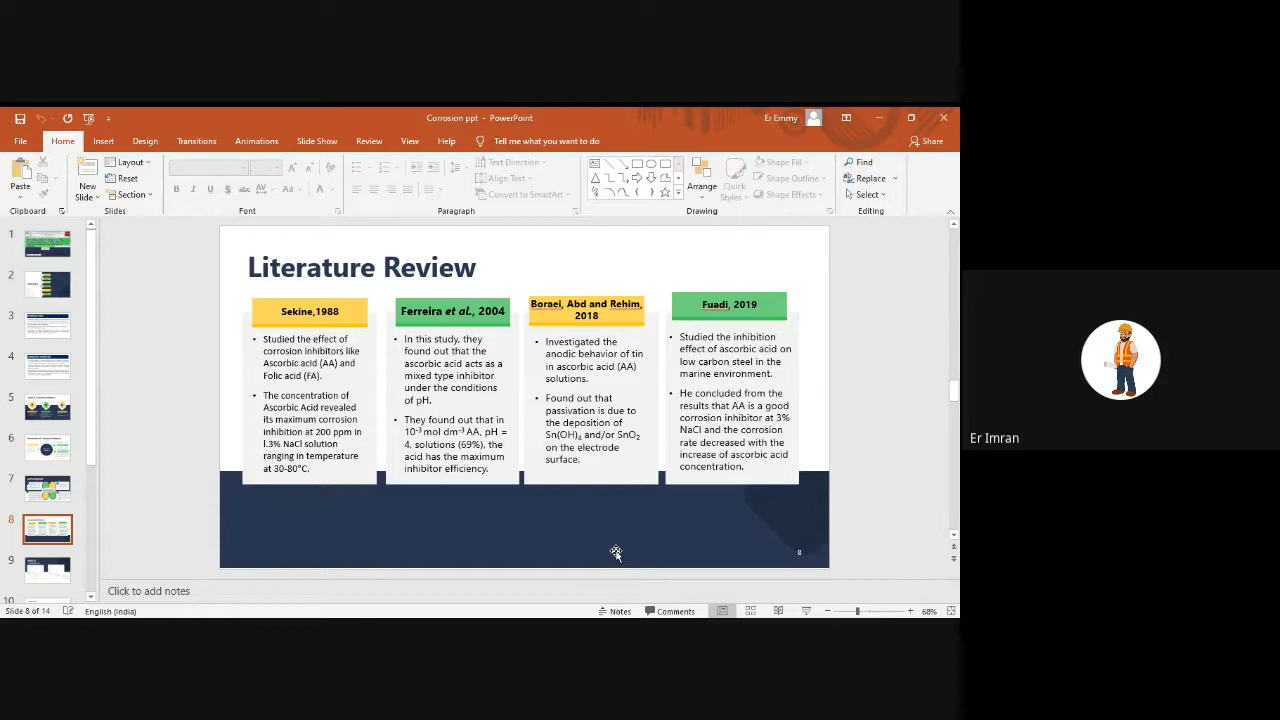 Corrosion ppt - PowerPoint
Er Emmy
File Home Insert Design Transitions Animations Slide Show Review View Help Tell me what you want to do
Share
Paste
New
Slide
Layout
Reset
Section
Text Direction
Align Text
Convert to SmartArt
Arrange
Quick
Styles
Shape Fill
Shape Outline
Shape Effects
Find
Replace
Select
Clipboard Slides Font Paragraph Drawing Editing
1
2
3
4
5
6
7
8
9
10
Literature Review
Sekine,1988
• Studied the effect of
corrosion inhibitors like
Ascorbic acid (AA) and
Folic acid (FA).
• The concentration of
Ascorbic Acid revealed
its maximum corrosion
inhibition at 200 ppm in
l.3% NaCl solution
ranging in temperature
at 30-80°C.
Ferreira et al., 2004
• In this study, they
found out that the
ascorbic acid acts as a
mixed type inhibitor
under the conditions
of pH.
• They found out that in
10⁻³ mol dm⁻³ AA, pH =
4, solutions (69%), the
acid has the maximum
inhibitor efficiency.
Boraei, Abd and Rehim,
2018
• Investigated the
anodic behavior of tin
in ascorbic acid (AA)
solutions.
• Found out that
passivation is due to
the deposition of
Sn(OH)₄ and/or SnO₂
on the electrode
surface.
Fuadi, 2019
• Studied the inhibition
effect of ascorbic acid on
low carbon steel in the
marine environment.
• He concluded from the
results that AA is a good
corrosion inhibitor at 3%
NaCl and the corrosion
rate decreased with the
increase of ascorbic acid
concentration.
8
Click to add notes
Slide 8 of 14 English (India) Notes Comments 68%
Er Imran